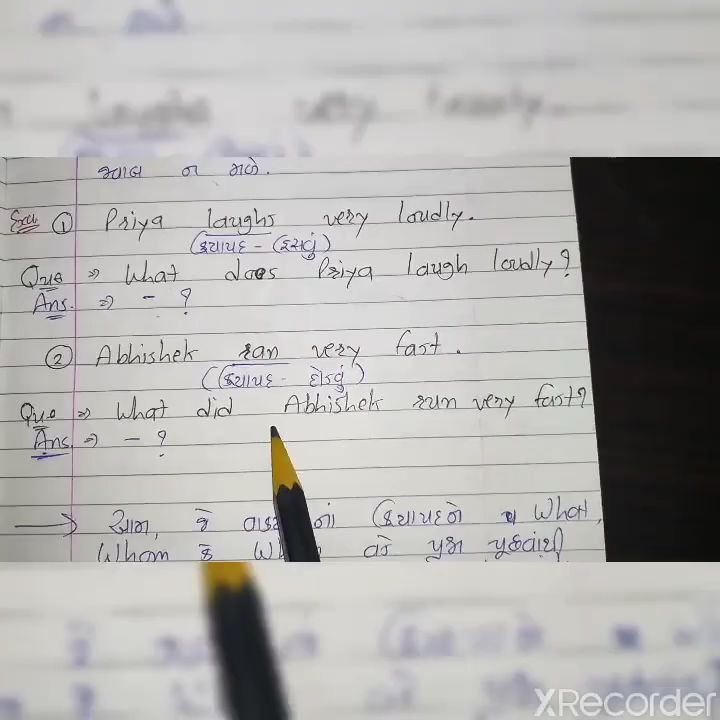 જવાબ ન મળે.
Exa. ① Priya laughs very loudly.
(ક્રિયાપદ - હસવું)
Que ⇒ What does Priya laugh loudly?
Ans. ⇒ - ?
② Abhishek ran very fast.
(ક્રિયાપદ - દોડવું)
Que ⇒ What did Abhishek run very fast?
Ans ⇒ - ?
→ આમ, જે ક્રિયાપદને What,
Whom કે વડે પ્રશ્ન પૂછવાથી
XRecorder